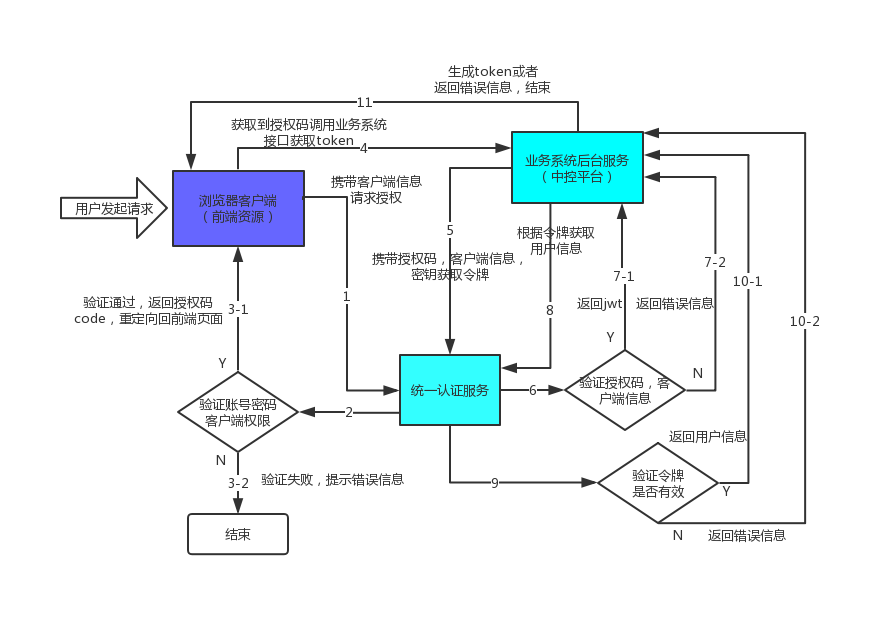 生成token或者
返回错误信息，结束
11
获取到授权码调用业务系统
接口获取token
4
业务系统后台服务
（中控平台）
携带客户端信息
请求授权
浏览器客户端
（前端资源）
用户发起请求
5
根据令牌获取
用户信息
携带授权码，客户端信息，
密钥获取令牌
7-1
7-2
10-1
10-2
1
8
验证通过，返回授权码
code，重定向回前端页面
3-1
返回jwt
返回错误信息
Y
Y
N
统一认证服务
6
验证授权码，客
户端信息
验证账号密码
客户端权限
2
返回用户信息
N
3-2
验证失败，提示错误信息
9
验证令牌
是否有效
Y
结束
N
返回错误信息